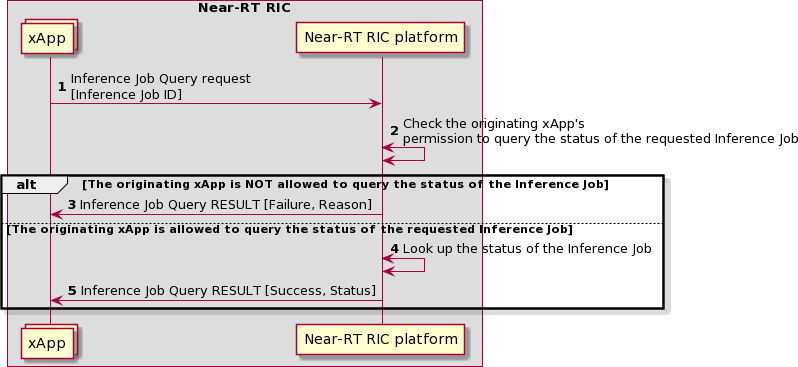 Near-RT RIC
xApp
Near-RT RIC platform
1 Inference Job Query request
[Inference Job ID]
2 Check the originating xApp's
permission to query the status of the requested Inference Job
alt [The originating xApp is NOT allowed to query the status of the Inference Job]
3 Inference Job Query RESULT [Failure, Reason]
[The originating xApp is allowed to query the status of the requested Inference Job]
4 Look up the status of the Inference Job
5 Inference Job Query RESULT [Success, Status]
xApp
Near-RT RIC platform